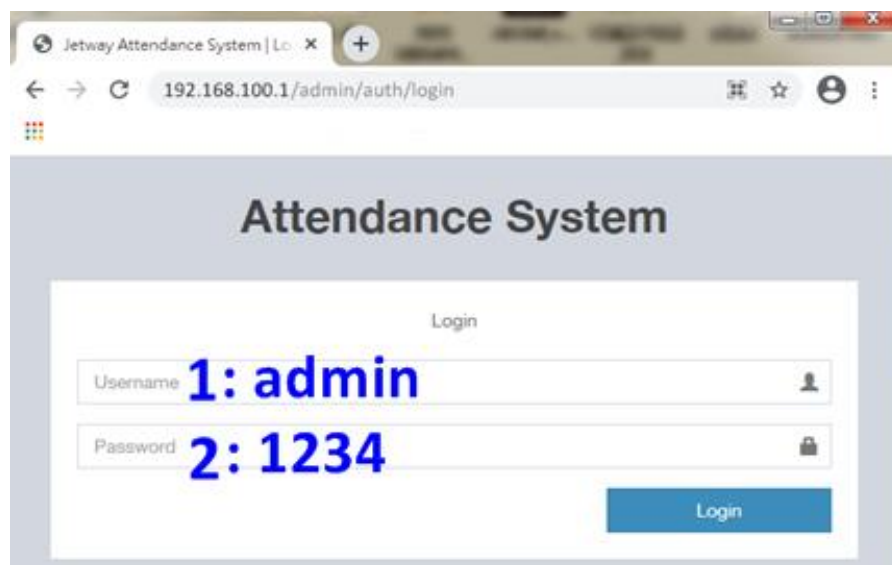 Jetway Attendance System | Lo
192.168.100.1/admin/auth/login
Attendance System
Login
Username 1: admin
Password 2: 1234
Login